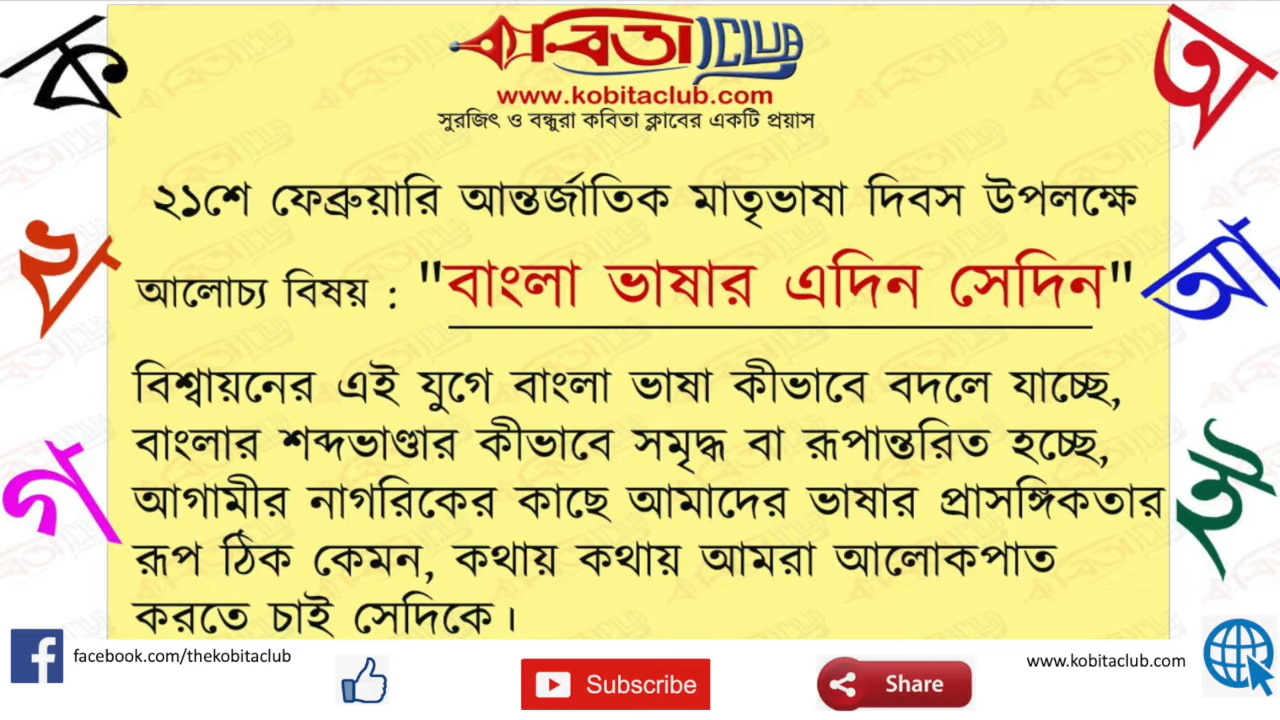 কবিতা CLUB
www.kobitaclub.com
সুরজিৎ ও বন্ধুরা কবিতা ক্লাবের একটি প্রয়াস
২১শে ফেব্রুয়ারি আন্তর্জাতিক মাতৃভাষা দিবস উপলক্ষে
আলোচ্য বিষয় : "বাংলা ভাষার এদিন সেদিন"
বিশ্বায়নের এই যুগে বাংলা ভাষা কীভাবে বদলে যাচ্ছে,
বাংলার শব্দভাণ্ডার কীভাবে সমৃদ্ধ বা রূপান্তরিত হচ্ছে,
আগামীর নাগরিকের কাছে আমাদের ভাষার প্রাসঙ্গিকতার
রূপ ঠিক কেমন, কথায় কথায় আমরা আলোকপাত
করতে চাই সেদিকে।
ক
খ
গ
অ
আ
f facebook.com/thekobitaclub
Subscribe
Share
www.kobitaclub.com